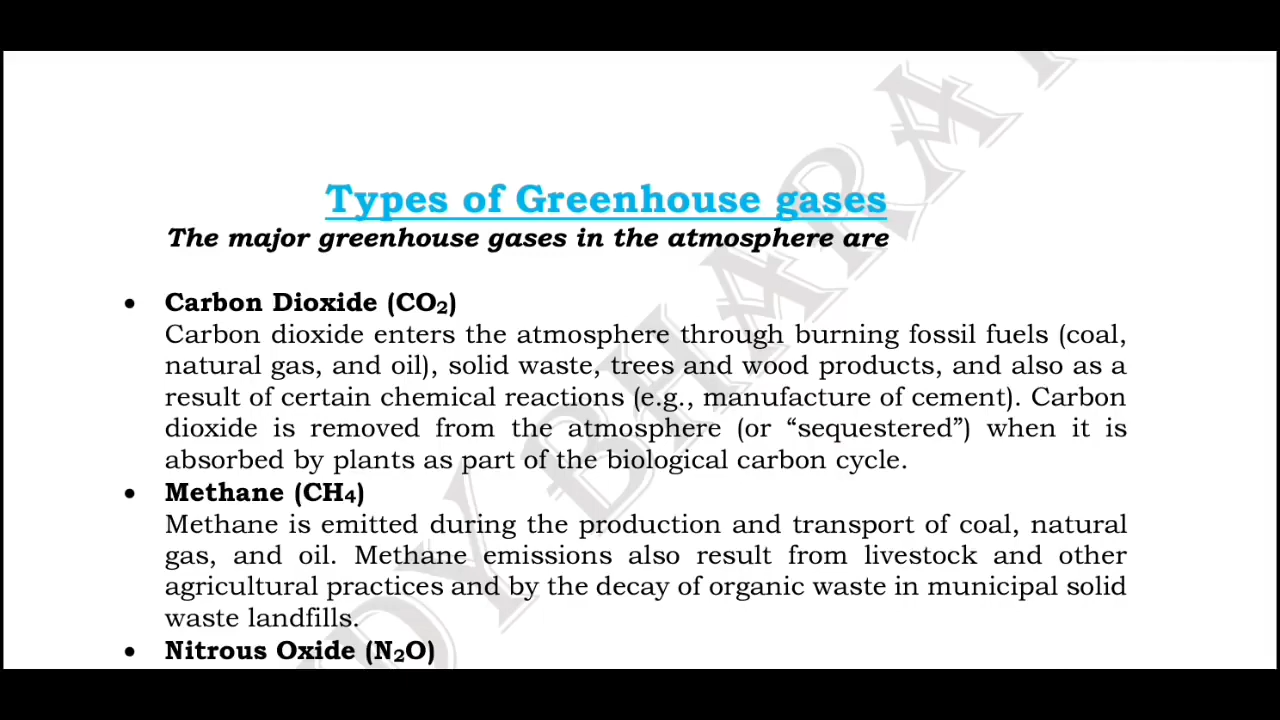 Types of Greenhouse gases
The major greenhouse gases in the atmosphere are
• Carbon Dioxide (CO₂)
Carbon dioxide enters the atmosphere through burning fossil fuels (coal,
natural gas, and oil), solid waste, trees and wood products, and also as a
result of certain chemical reactions (e.g., manufacture of cement). Carbon
dioxide is removed from the atmosphere (or “sequestered”) when it is
absorbed by plants as part of the biological carbon cycle.
• Methane (CH₄)
Methane is emitted during the production and transport of coal, natural
gas, and oil. Methane emissions also result from livestock and other
agricultural practices and by the decay of organic waste in municipal solid
waste landfills.
• Nitrous Oxide (N₂O)